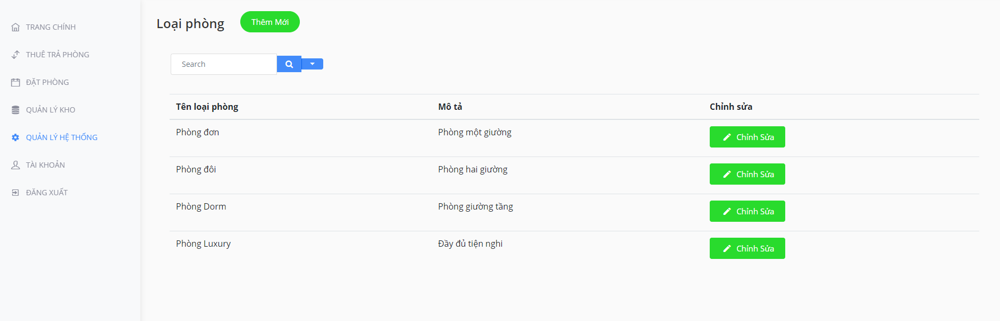 TRANG CHÍNH
THUÊ TRẢ PHÒNG
ĐẶT PHÒNG
QUẢN LÝ KHO
QUẢN LÝ HỆ THỐNG
TÀI KHOẢN
ĐĂNG XUẤT
Loại phòng Thêm Mới
Search
Tên loại phòng Mô tả Chỉnh sửa
Phòng đơn Phòng một giường Chỉnh Sửa
Phòng đôi Phòng hai giường Chỉnh Sửa
Phòng Dorm Phòng giường tầng Chỉnh Sửa
Phòng Luxury Đầy đủ tiện nghi Chỉnh Sửa